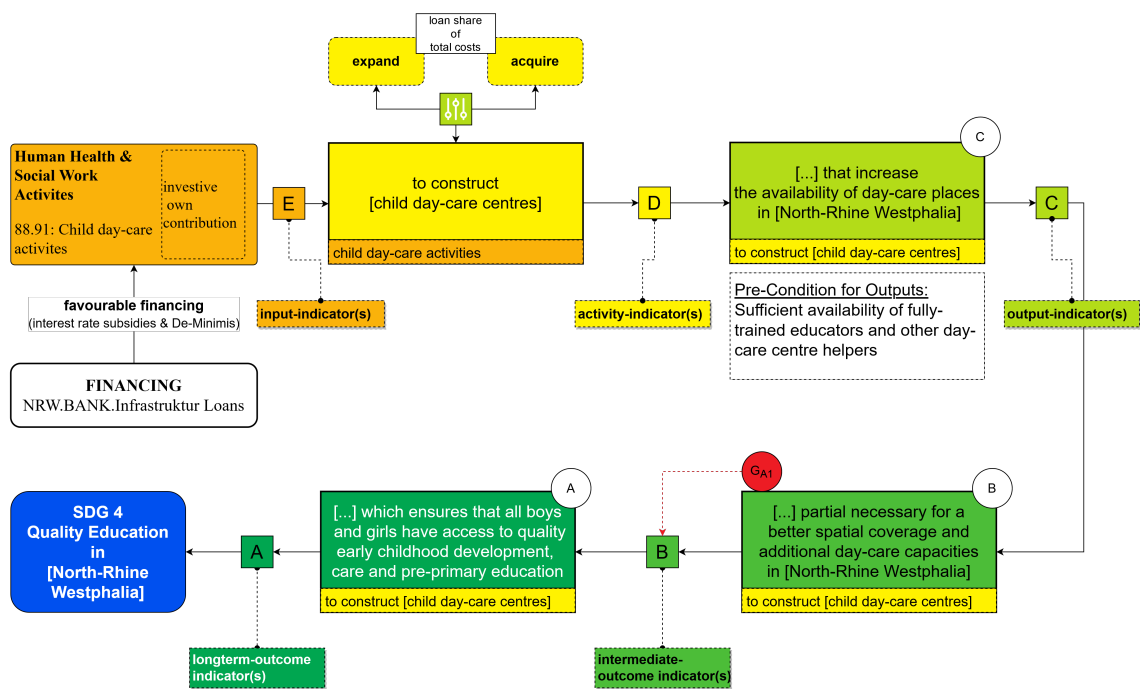 loan share
of
total costs
expand
acquire
Human Health &
Social Work
Activites
88.91: Child day-care
activites
investive
own
contribution
E
to construct
[child day-care centres]
child day-care activities
D
C
[...] that increase
the availability of day-care places
in [North-Rhine Westphalia]
to construct [child day-care centres]
C
favourable financing
(interest rate subsidies & De-Minimis)
input-indicator(s)
activity-indicator(s)
Pre-Condition for Outputs:
Sufficient availability of fully-
trained educators and other day-
care centre helpers
output-indicator(s)
FINANCING
NRW.BANK.Infrastruktur Loans
SDG 4
Quality Education
in
[North-Rhine
Westphalia]
A
A
[...] which ensures that all boys
and girls have access to quality
early childhood development,
care and pre-primary education
to construct [child day-care centres]
B
GA1
B
[...] partial necessary for a
better spatial coverage and
additional day-care capacities
in [North-Rhine Westphalia]
to construct [child day-care centres]
longterm-outcome
indicator(s)
intermediate-
outcome indicator(s)